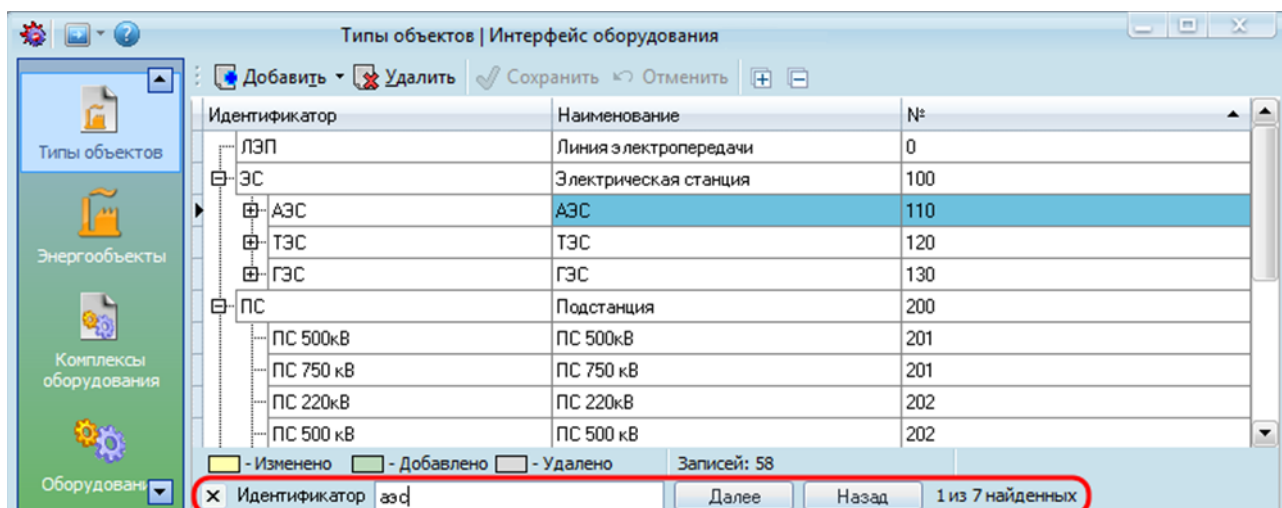 Типы объектов | Интерфейс оборудования
Добавить Удалить Сохранить Отменить
Идентификатор Наименование №
ЛЭП Линия электропередачи 0
ЭС Электрическая станция 100
АЭС АЭС 110
ТЭС ТЭС 120
ГЭС ГЭС 130
ПС Подстанция 200
ПС 500кВ ПС 500кВ 201
ПС 750 кВ ПС 750 кВ 201
ПС 220кВ ПС 220кВ 202
ПС 500 кВ ПС 500 кВ 202
- Изменено - Добавлено - Удалено Записей: 58
Идентификатор аэс Далее Назад 1 из 7 найденных
Типы объектов
Энергообъекты
Комплексы
оборудования
Оборудовани